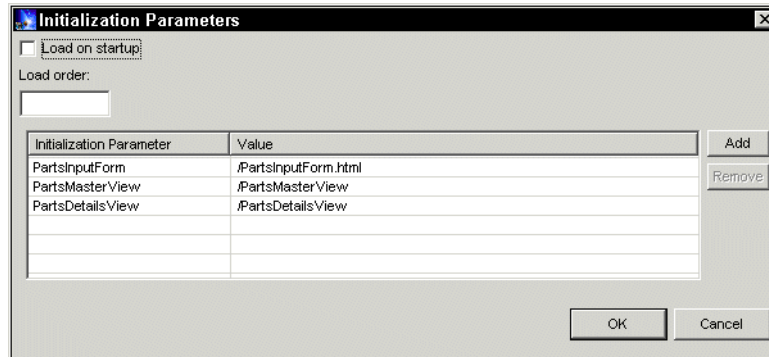 Initialization Parameters
Load on startup
Load order:
Initialization Parameter Value
PartsInputForm /PartsInputForm.html
PartsMasterView /PartsMasterView
PartsDetailsView /PartsDetailsView
Add
Remove
OK Cancel